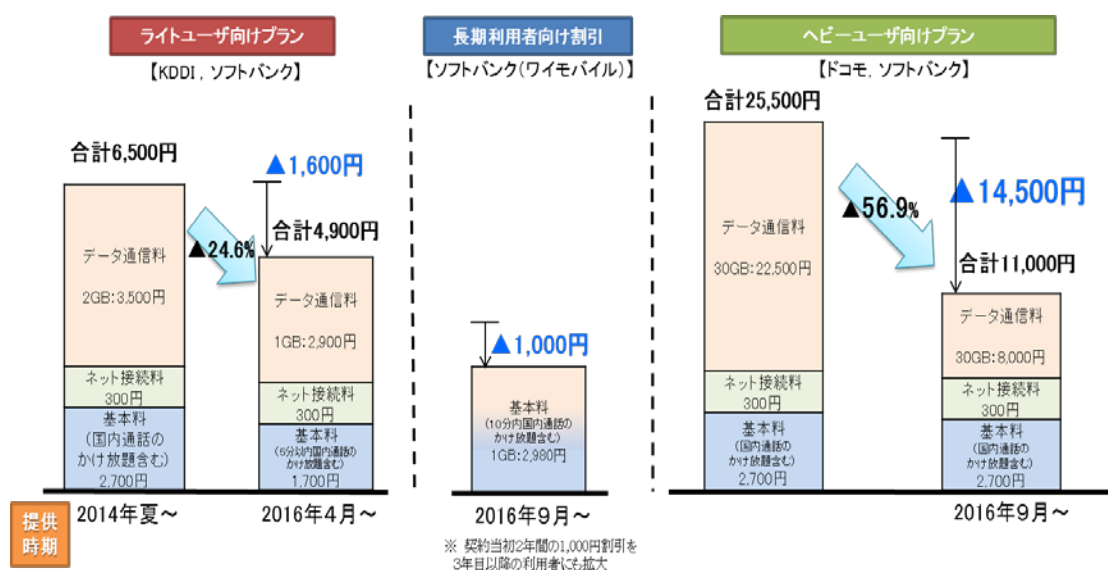 ライトユーザ向けプラン
【KDDI，ソフトバンク】
合計6,500円
データ通信料
2GB:3,500円
ネット接続料
300円
基本料
(国内通話の
かけ放題含む)
2,700円
2014年夏～
▲24.6%
▲1,600円
合計4,900円
データ通信料
1GB:2,900円
ネット接続料
300円
基本料
(5分以内国内通話の
かけ放題含む)
1,700円
2016年4月～
長期利用者向け割引
【ソフトバンク(ワイモバイル)】
▲1,000円
基本料
(10分内国内通話の
かけ放題含む)
1GB:2,980円
2016年9月～
※ 契約当初2年間の1,000円割引を
3年目以降の利用者にも拡大
ヘビーユーザ向けプラン
【ドコモ，ソフトバンク】
合計25,500円
データ通信料
30GB:22,500円
ネット接続料
300円
基本料
(国内通話の
かけ放題含む)
2,700円
▲56.9%
▲14,500円
合計11,000円
データ通信料
30GB:8,000円
ネット接続料
300円
基本料
(国内通話の
かけ放題含む)
2,700円
2016年9月～
提供
時期